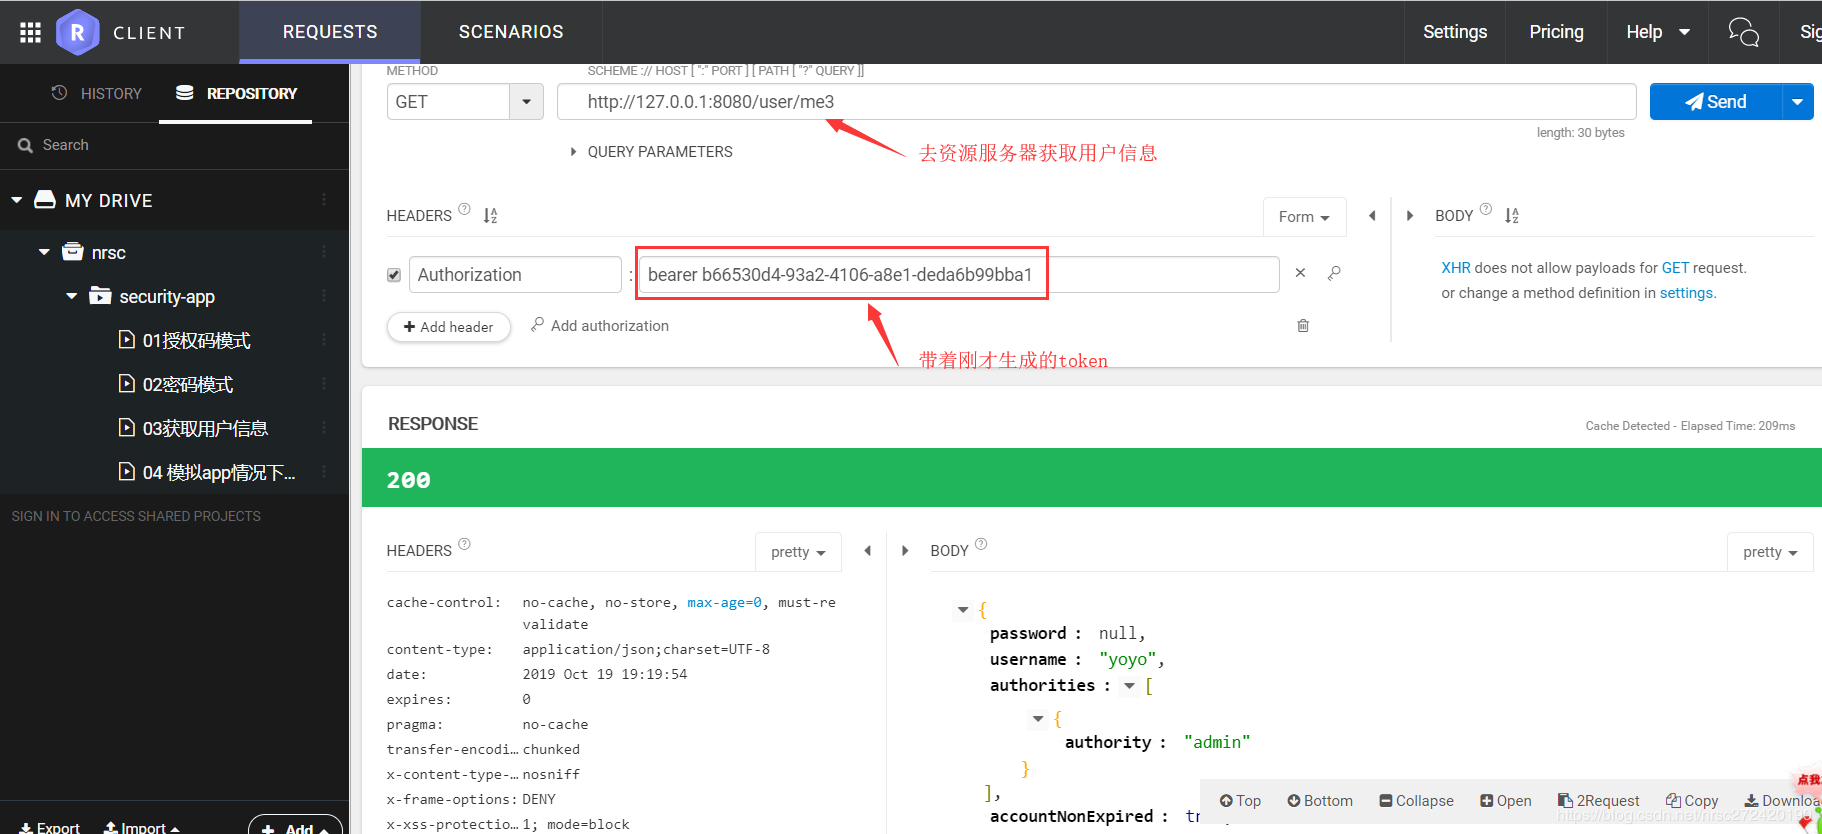 R CLIENT REQUESTS SCENARIOS Settings Pricing Help
HISTORY REPOSITORY
Search
MY DRIVE
nrsc
security-app
01授权码模式
02密码模式
03获取用户信息
04 模拟app情况下...
SIGN IN TO ACCESS SHARED PROJECTS
Export Import Add
METHOD SCHEME :// HOST [ ":" PORT ] [ PATH [ "?" QUERY ]]
GET http://127.0.0.1:8080/user/me3 Send
length: 30 bytes
QUERY PARAMETERS 去资源服务器获取用户信息
HEADERS ? Form BODY ?
Authorization : bearer b66530d4-93a2-4106-a8e1-deda6b99bba1
XHR does not allow payloads for GET request.
or change a method definition in settings.
Add header Add authorization
带着刚才生成的token
RESPONSE
Cache Detected - Elapsed Time: 209ms
200
HEADERS ? pretty BODY ? pretty
cache-control: no-cache, no-store, max-age=0, must-re
validate
content-type: application/json;charset=UTF-8
date: 2019 Oct 19 19:19:54
expires: 0
pragma: no-cache
transfer-encodi... chunked
x-content-type-... nosniff
x-frame-options: DENY
x-xss-protectio... 1; mode=block
{
password : null,
username : "yoyo",
authorities : [
{
authority : "admin"
}
],
accountNonExpired :
Top Bottom Collapse Open 2Request Copy
点我